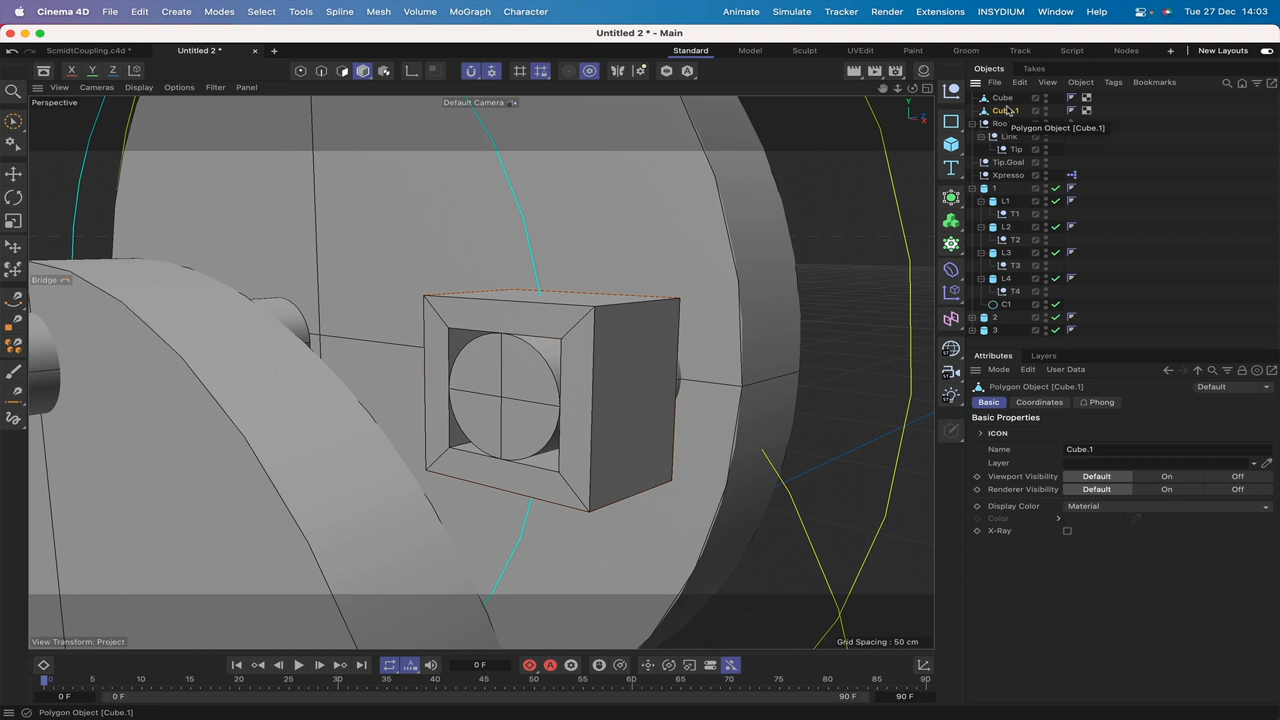 Cinema 4D File Edit Create Modes Select Tools Spline Mesh Volume MoGraph Character Animate Simulate Tracker Render Extensions INSYDIUM Window Help Tue 27 Dec 14:03
Untitled 2 * - Main
ScmidtCoupling.c4d * Untitled 2 * Standard Model Sculpt UVEdit Paint Groom Track Script Nodes New Layouts
X Y Z
Objects Takes
View Cameras Display Options Filter Panel
File Edit View Object Tags Bookmarks
Perspective
Default Camera
Y
Z
X
Cube
Cube.1
Polygon Object [Cube.1]
Roo
Link
Tip
Tip.Goal
Xpresso
1
L1
T1
L2
T2
L3
T3
L4
T4
C1
2
3
Bridge
ST
ST
ST
Attributes Layers
Mode Edit User Data
Polygon Object [Cube.1] Default
Basic Coordinates Phong
Basic Properties
ICON
Name Cube.1
Layer
Viewport Visibility Default On Off
Renderer Visibility Default On Off
Display Color Material
Color
X-Ray
View Transform: Project
Grid Spacing : 50 cm
0 F
0 5 10 15 20 25 30 35 40 45 50 55 60 65 70 75 80 85 90
0 F 0 F 90 F 90 F
Polygon Object [Cube.1]